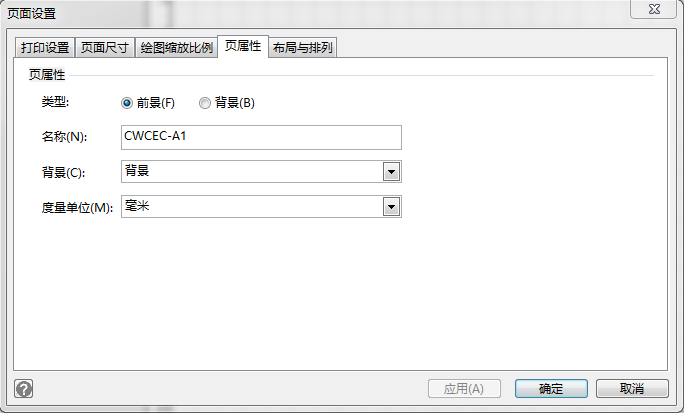 页面设置
打印设置 页面尺寸 绘图缩放比例 页属性 布局与排列
页属性
类型: 前景(F) 背景(B)
名称(N): CWCEC-A1
背景(C): 背景
度量单位(M): 毫米
? 应用(A) 确定 取消